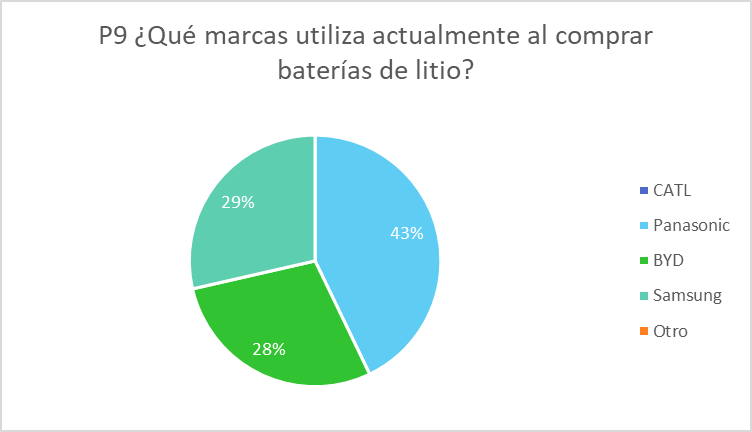 P9 ¿Qué marcas utiliza actualmente al comprar
baterías de litio?
29%
43%
28%
CATL
Panasonic
BYD
Samsung
Otro